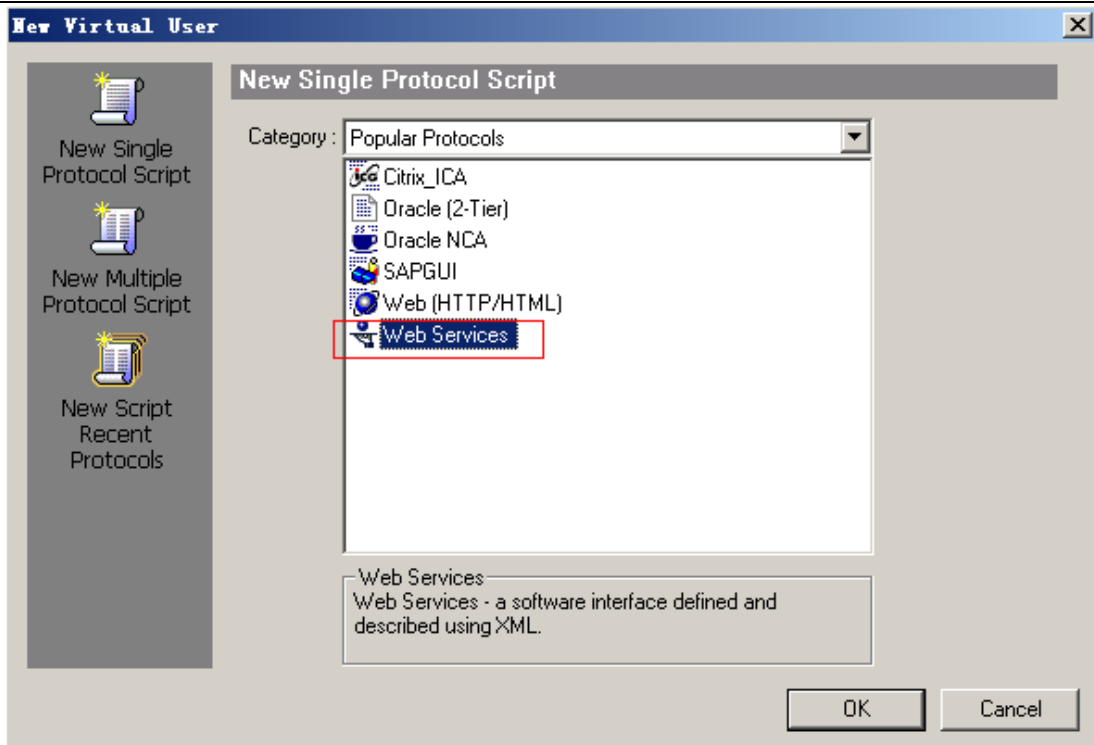 New Virtual User
New Single
Protocol Script
New Multiple
Protocol Script
New Script
Recent
Protocols
New Single Protocol Script
Category :
Popular Protocols
Citrix_ICA
Oracle (2-Tier)
Oracle NCA
SAPGUI
Web (HTTP/HTML)
Web Services
Web Services
Web Services - a software interface defined and
described using XML.
OK
Cancel